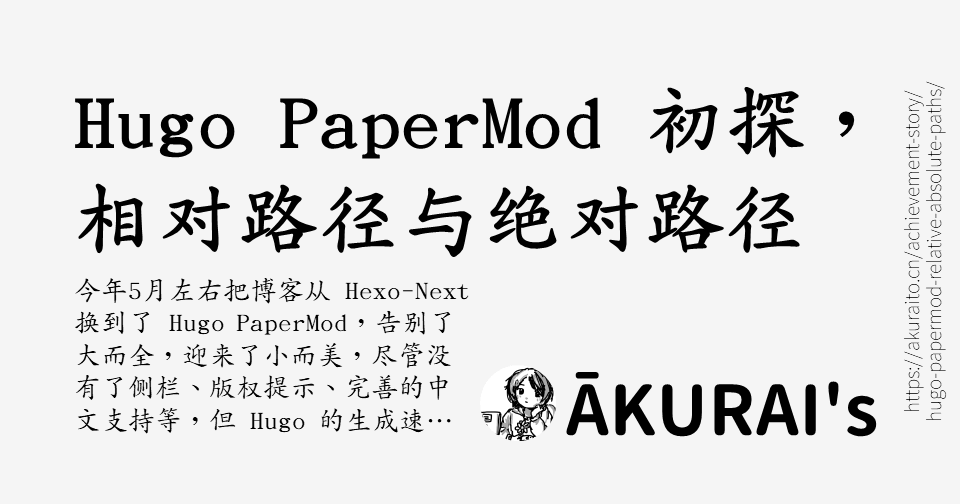 Hugo PaperMod 初探，
相对路径与绝对路径
今年5月左右把博客从 Hexo-Next
换到了 Hugo PaperMod，告别了
大而全，迎来了小而美，尽管没
有了侧栏、版权提示、完善的中
文支持等，但 Hugo 的生成速…
ĀKURAI's
https://akuraito.cn/achievement-story/
hugo-papermod-relative-absolute-paths/